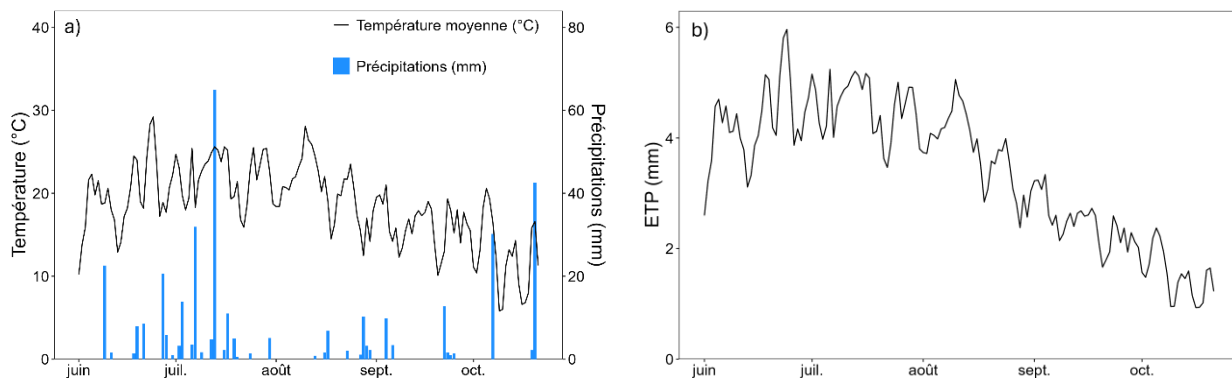 a)
Température moyenne (°C)
Précipitations (mm)
Température (°C)
40
30
20
10
0
Précipitations (mm)
80
60
40
20
0
juin
juil.
août
sept.
oct.
b)
ETP (mm)
6
4
2
0
juin
juil.
août
sept.
oct.